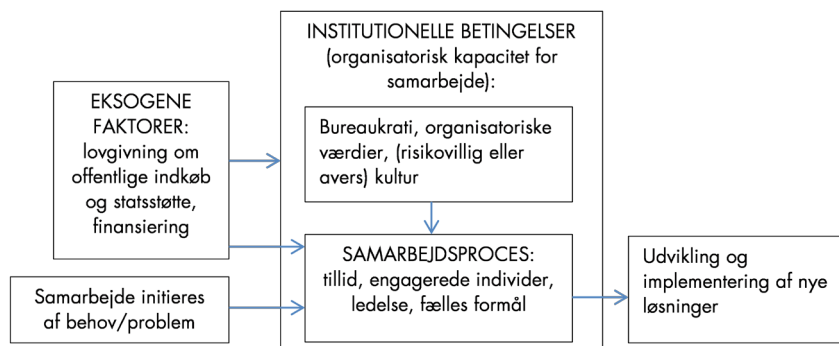 INSTITUTIONELLE BETINGELSER
(organisatorisk kapacitet for
samarbejde):
EKSOGENE
FAKTORER:
lovgivning om
offentlige indkøb
og statsstøtte,
finansiering
Bureaukrati, organisatoriske
værdier, (risikovillig eller
avers) kultur
Samarbejde initieres
af behov/problem
SAMARBEJDSPROCES:
tillid, engagerede individer,
ledelse, fælles formål
Udvikling og
implementering af nye
løsninger